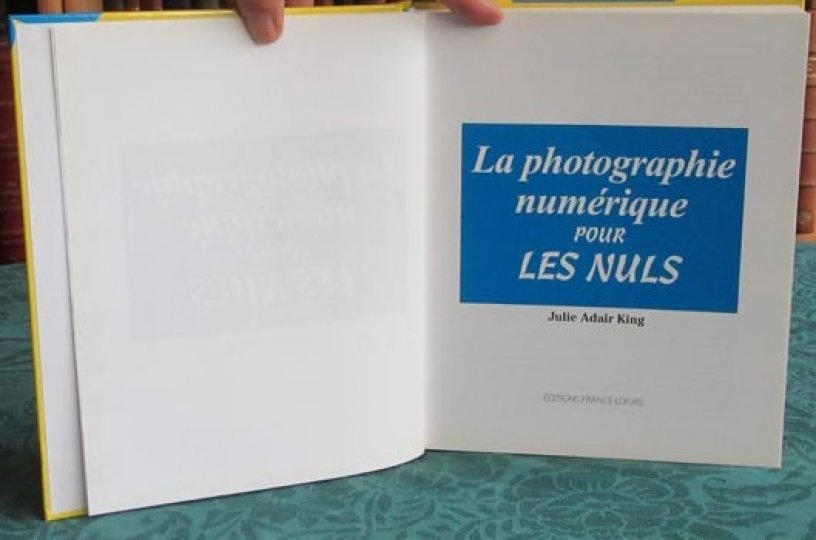 La photographie
numérique
POUR
LES NULS
Julie Adair King
EDITIONS FRANCE LOISIRS